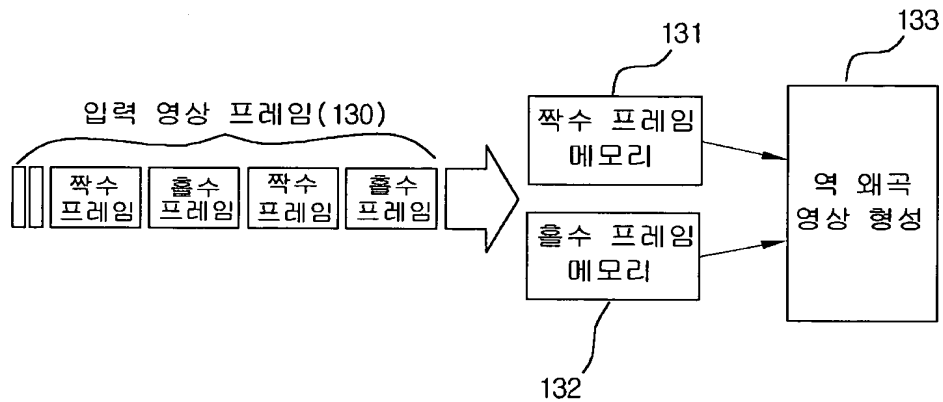 131
133
입력 영상 프레임(130)
짝수
프레임
홀수
프레임
짝수
프레임
홀수
프레임
짝수 프레임
메모리
홀수 프레임
메모리
역 왜곡
영상 형성
132